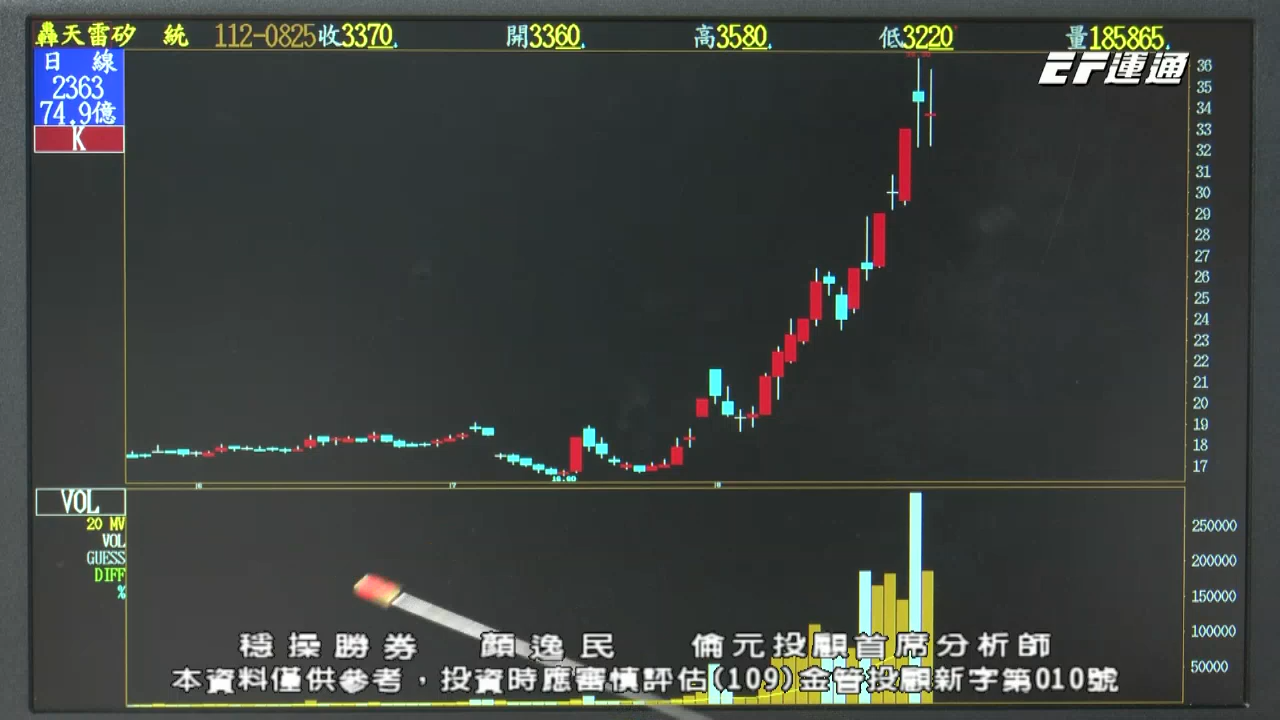 轟天雷矽 統 112-0825收3370 開3360 高3580 低3220 量185865
EF運通
日 線
2363
74.9億
K
36
35
34
33
32
31
30
29
28
27
26
25
24
23
22
21
20
19
18
17
16.90
6 7 8
VOL
20 MV
VOL
GUESS
DIFF
%
250000
200000
150000
100000
50000
穩操勝券 顏逸民 倫元投顧首席分析師
本資料僅供參考，投資時應審慎評估(109)金管投顧新字第010號